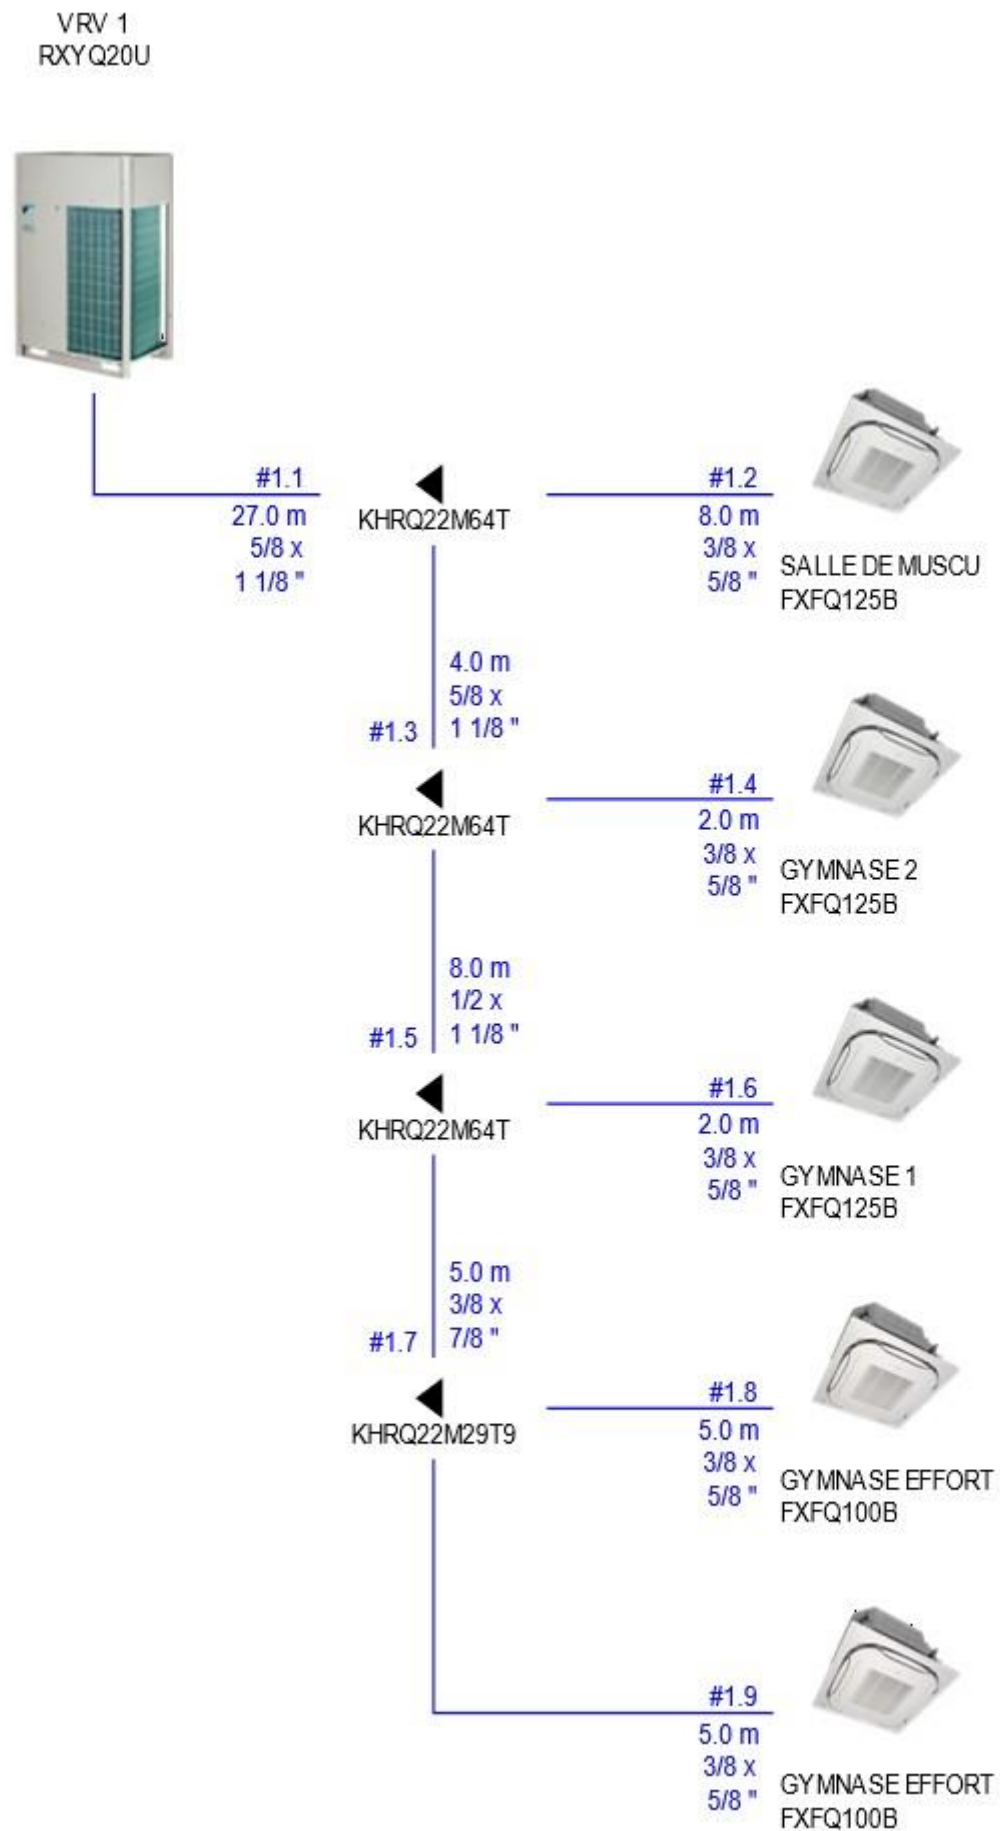 VRV 1
RXYQ20U
#1.1
27.0 m
5/8 x
1 1/8 "
KHRQ22M64T
#1.2
8.0 m
3/8 x
5/8 "
SALLE DE MUSCU
FXFQ125B
4.0 m
5/8 x
1 1/8 "
#1.3
KHRQ22M64T
#1.4
2.0 m
3/8 x
5/8 "
GYMNASE 2
FXFQ125B
8.0 m
1/2 x
1 1/8 "
#1.5
KHRQ22M64T
#1.6
2.0 m
3/8 x
5/8 "
GYMNASE 1
FXFQ125B
5.0 m
3/8 x
7/8 "
#1.7
KHRQ22M29T9
#1.8
5.0 m
3/8 x
5/8 "
GYMNASE EFFORT
FXFQ100B
#1.9
5.0 m
3/8 x
5/8 "
GYMNASE EFFORT
FXFQ100B